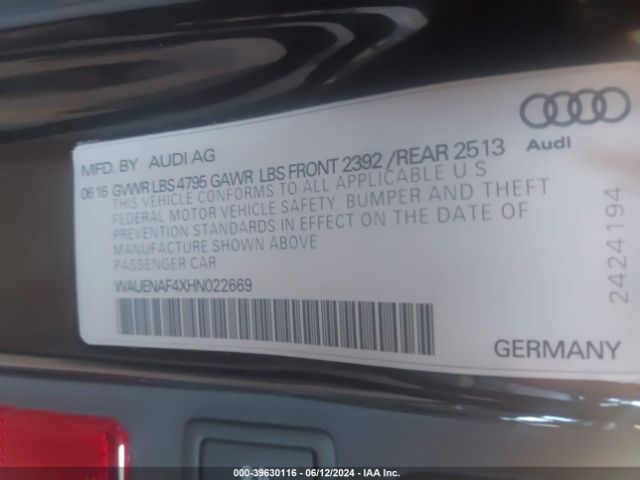 MFD. BY AUDI AG
Audi
0616 GVWR LBS 4795 GAWR LBS FRONT 2392 /REAR 2513
THIS VEHICLE CONFORMS TO ALL APPLICABLE U S
FEDERAL MOTOR VEHICLE SAFETY, BUMPER AND THEFT
PREVENTION STANDARDS IN EFFECT ON THE DATE OF
MANUFACTURE SHOWN ABOVE
PASSENGER CAR
WAUENAF4XHN022669
2424194
GERMANY
000-39630116 - 06/12/2024 - IAA Inc.